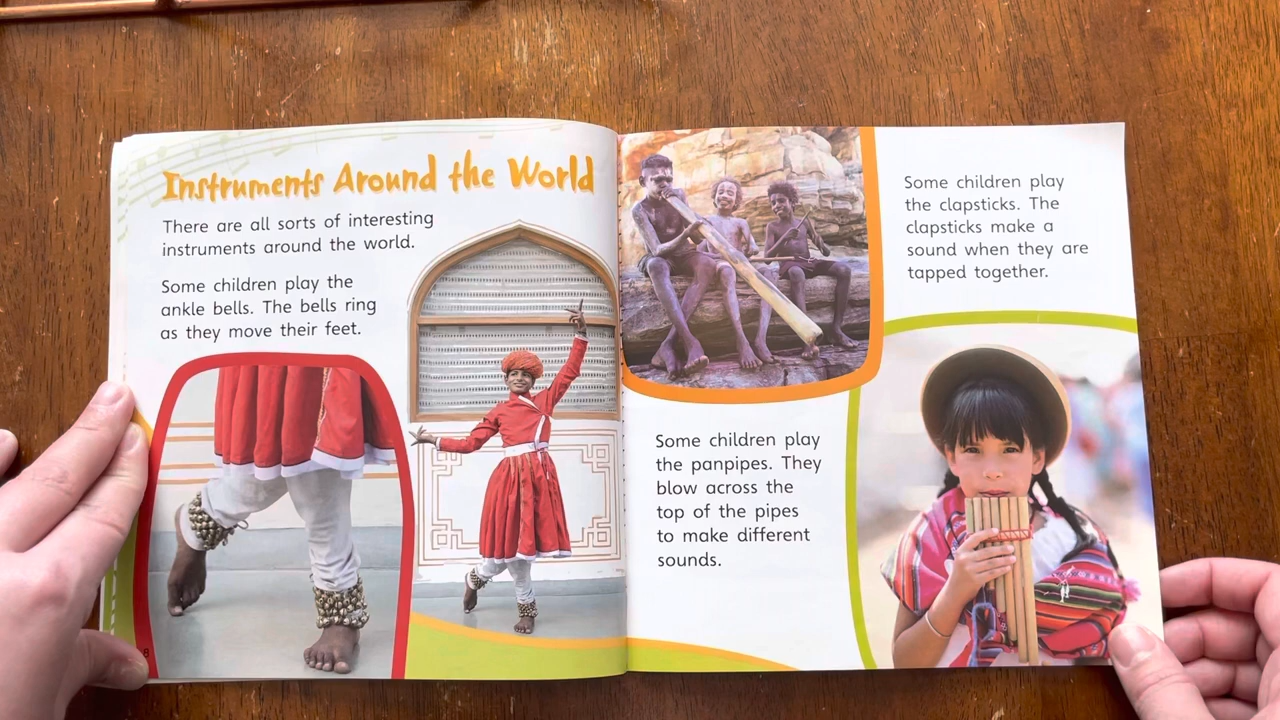 Instruments Around the World
There are all sorts of interesting
instruments around the world.
Some children play the
ankle bells. The bells ring
as they move their feet.
8
Some children play
the clapsticks. The
clapsticks make a
sound when they are
tapped together.
Some children play
the panpipes. They
blow across the
top of the pipes
to make different
sounds.